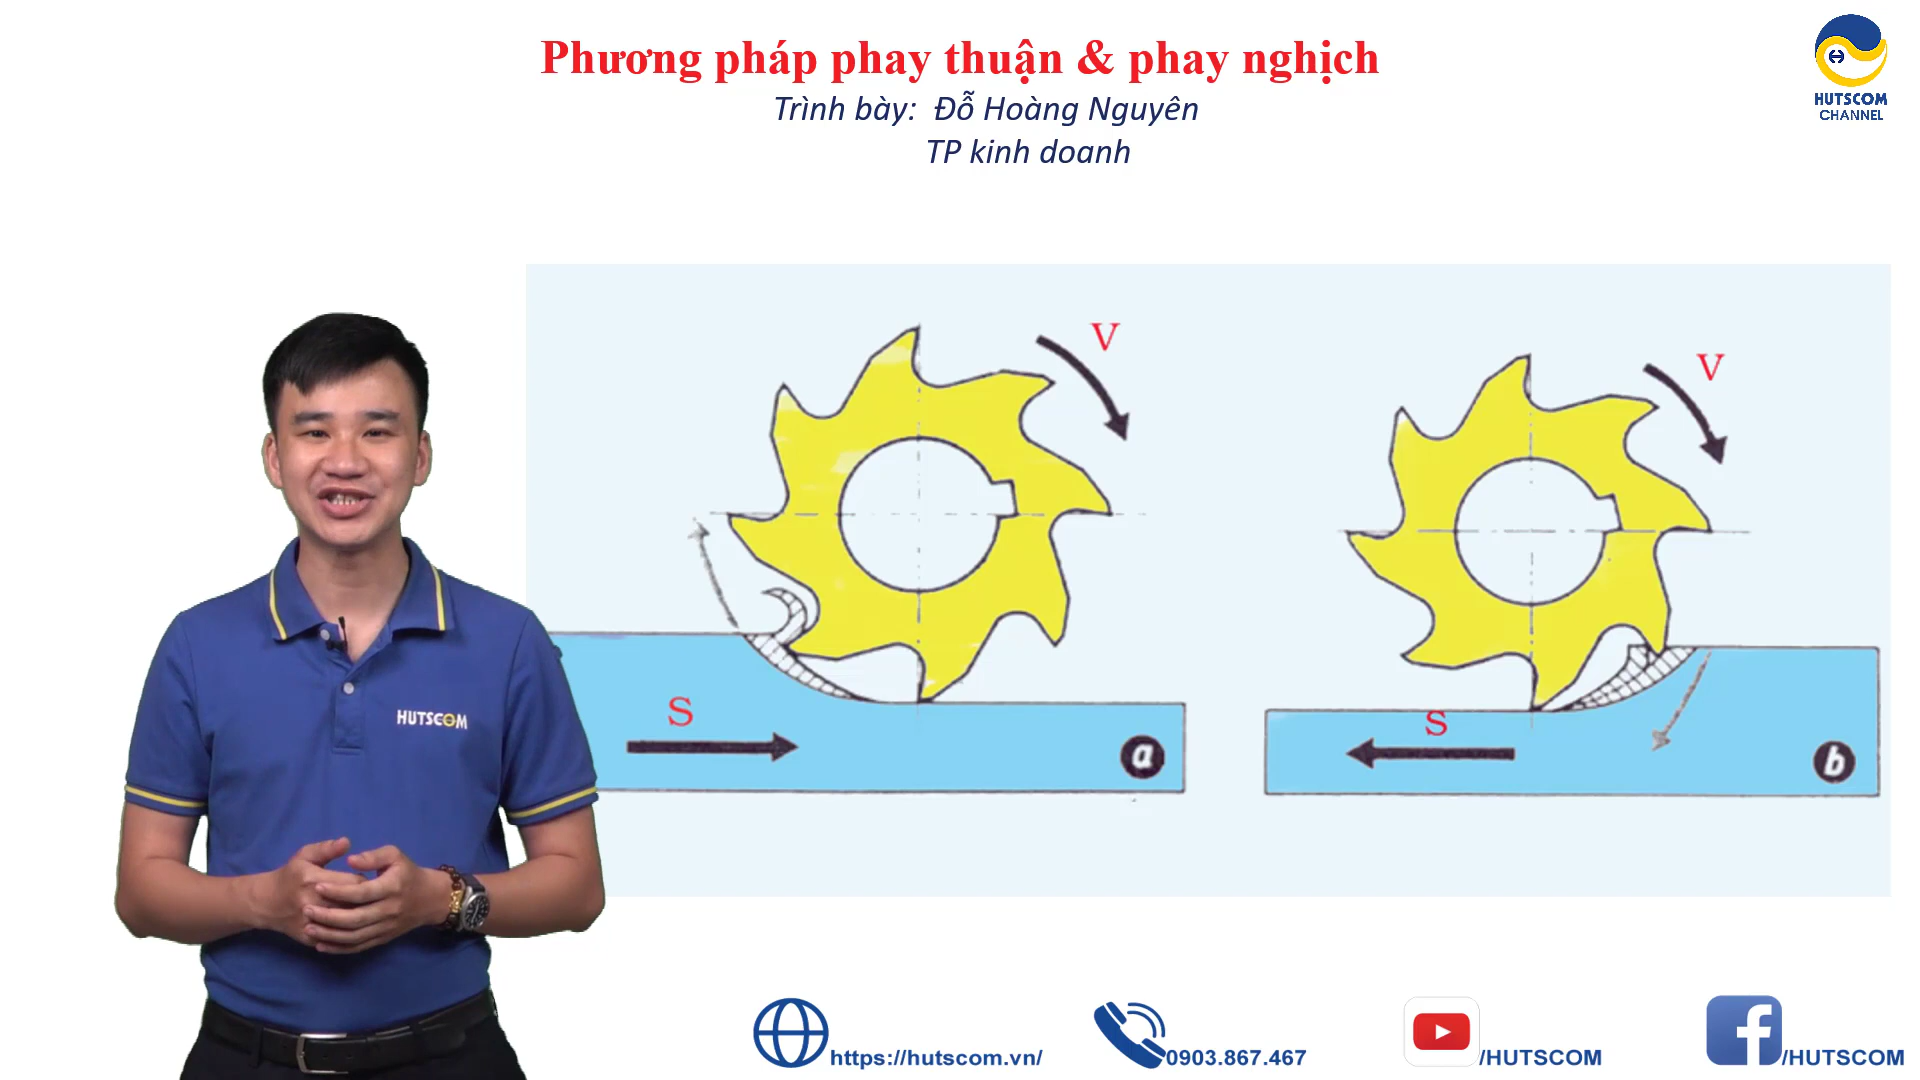 Phương pháp phay thuận & phay nghịch
Trình bày: Đỗ Hoàng Nguyên
TP kinh doanh
HUTSCOM
CHANNEL
V
V
S
S
a
b
HUTSCOM
https://hutscom.vn/
0903.867.467
/HUTSCOM
/HUTSCOM